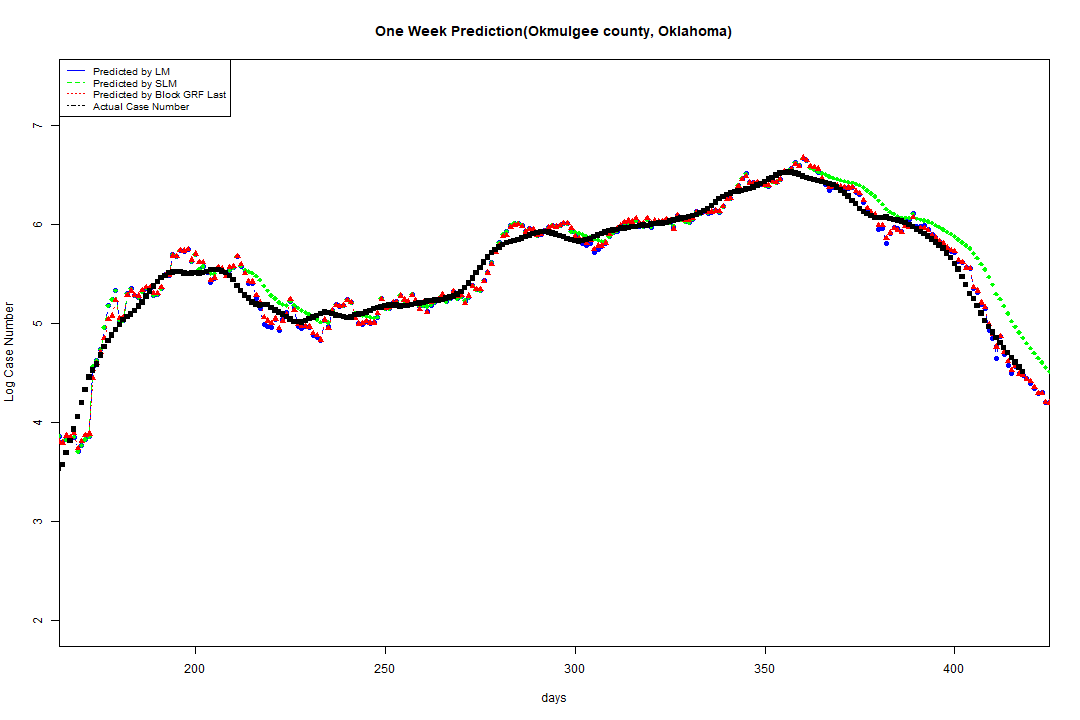 One Week Prediction(Okmulgee county, Oklahoma)
Predicted by LM
Predicted by SLM
Predicted by Block GRF Last
Actual Case Number
7
6
5
4
3
2
Log Case Number
200
250
300
350
400
days